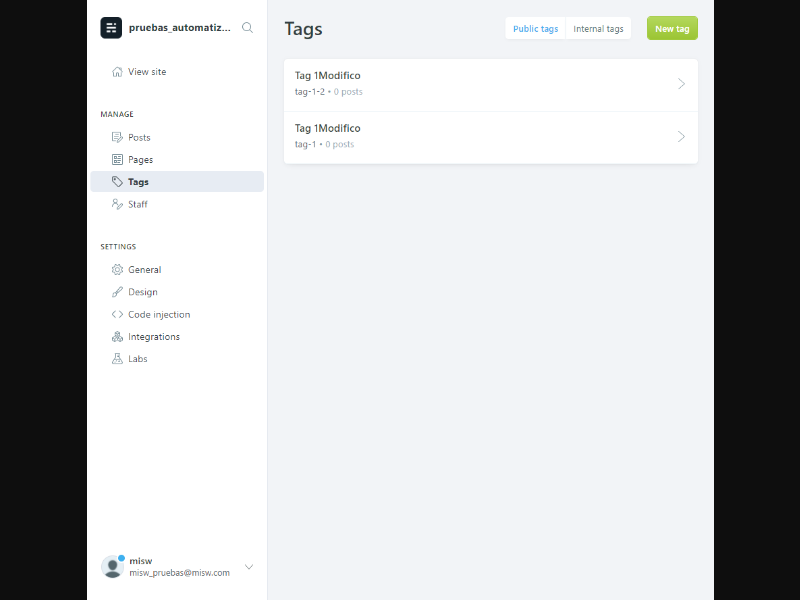 pruebas_automatiz...
View site
MANAGE
Posts
Pages
Tags
Staff
SETTINGS
General
Design
Code injection
Integrations
Labs
misw
misw_pruebas@misw.com
Tags
Public tags
Internal tags
New tag
Tag 1Modifico
tag-1-2 • 0 posts
Tag 1Modifico
tag-1 • 0 posts